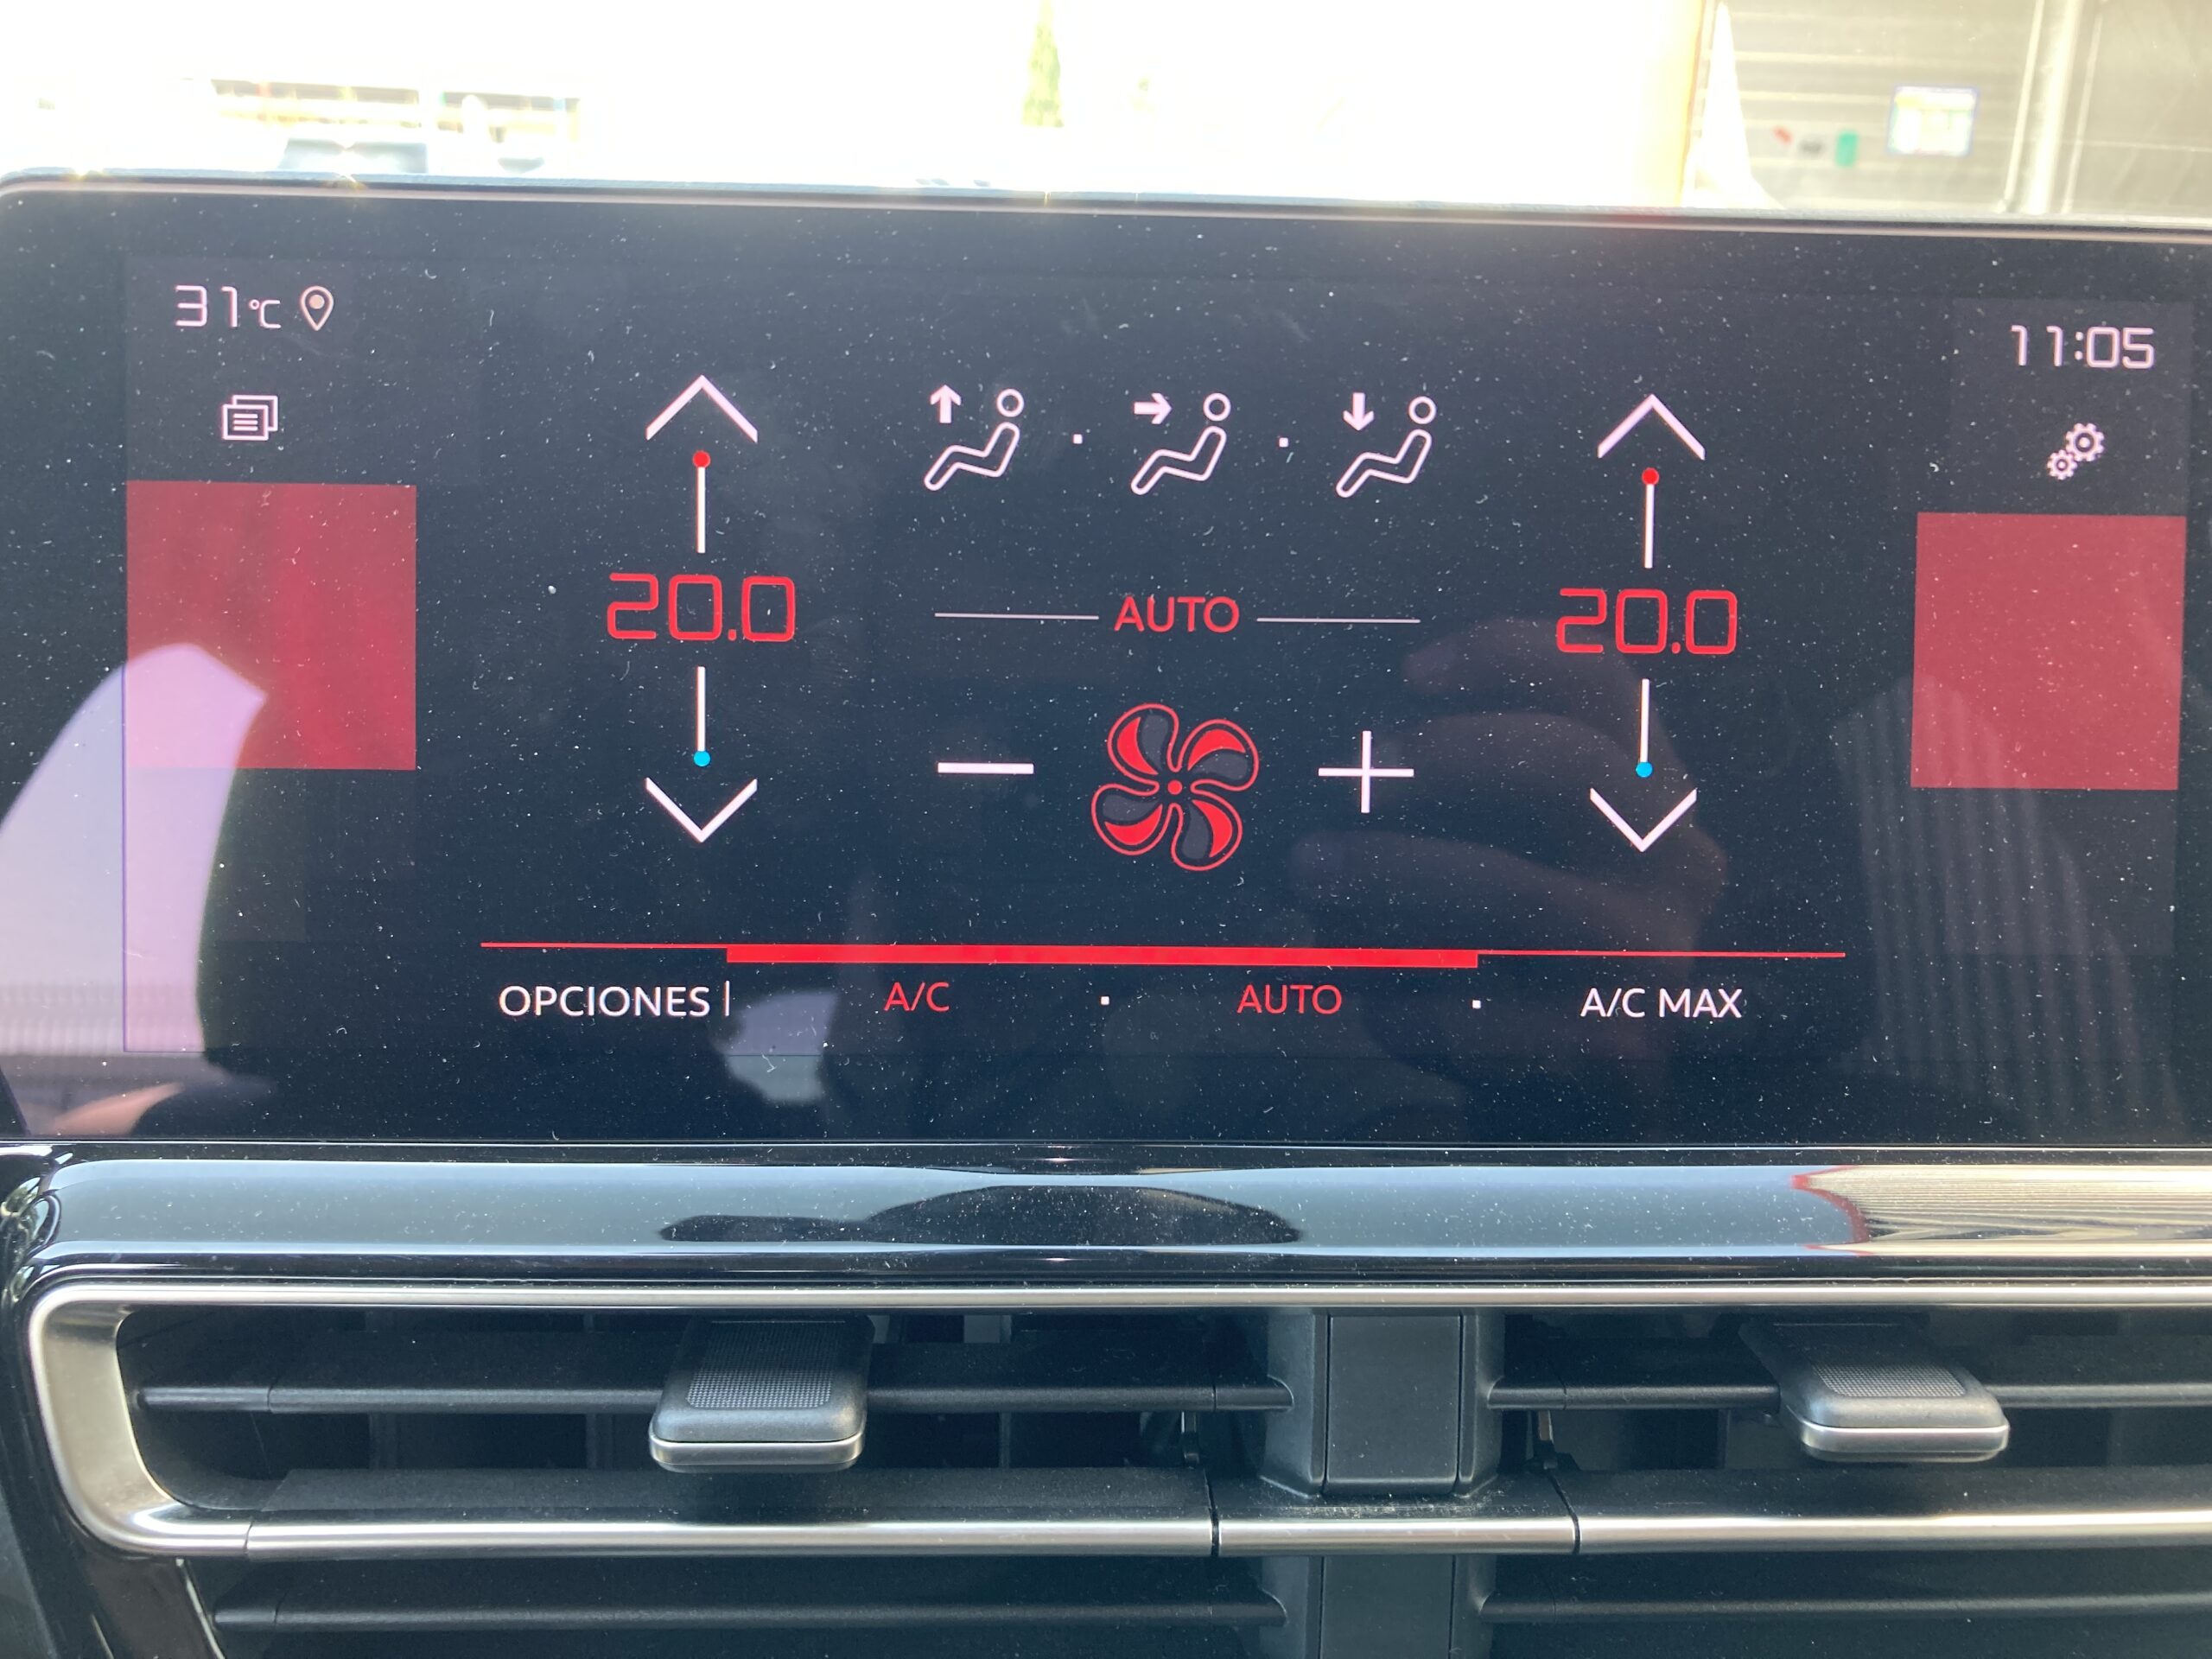 31°C
11:05
20.0
AUTO
20.0
OPCIONES A/C AUTO A/C MAX